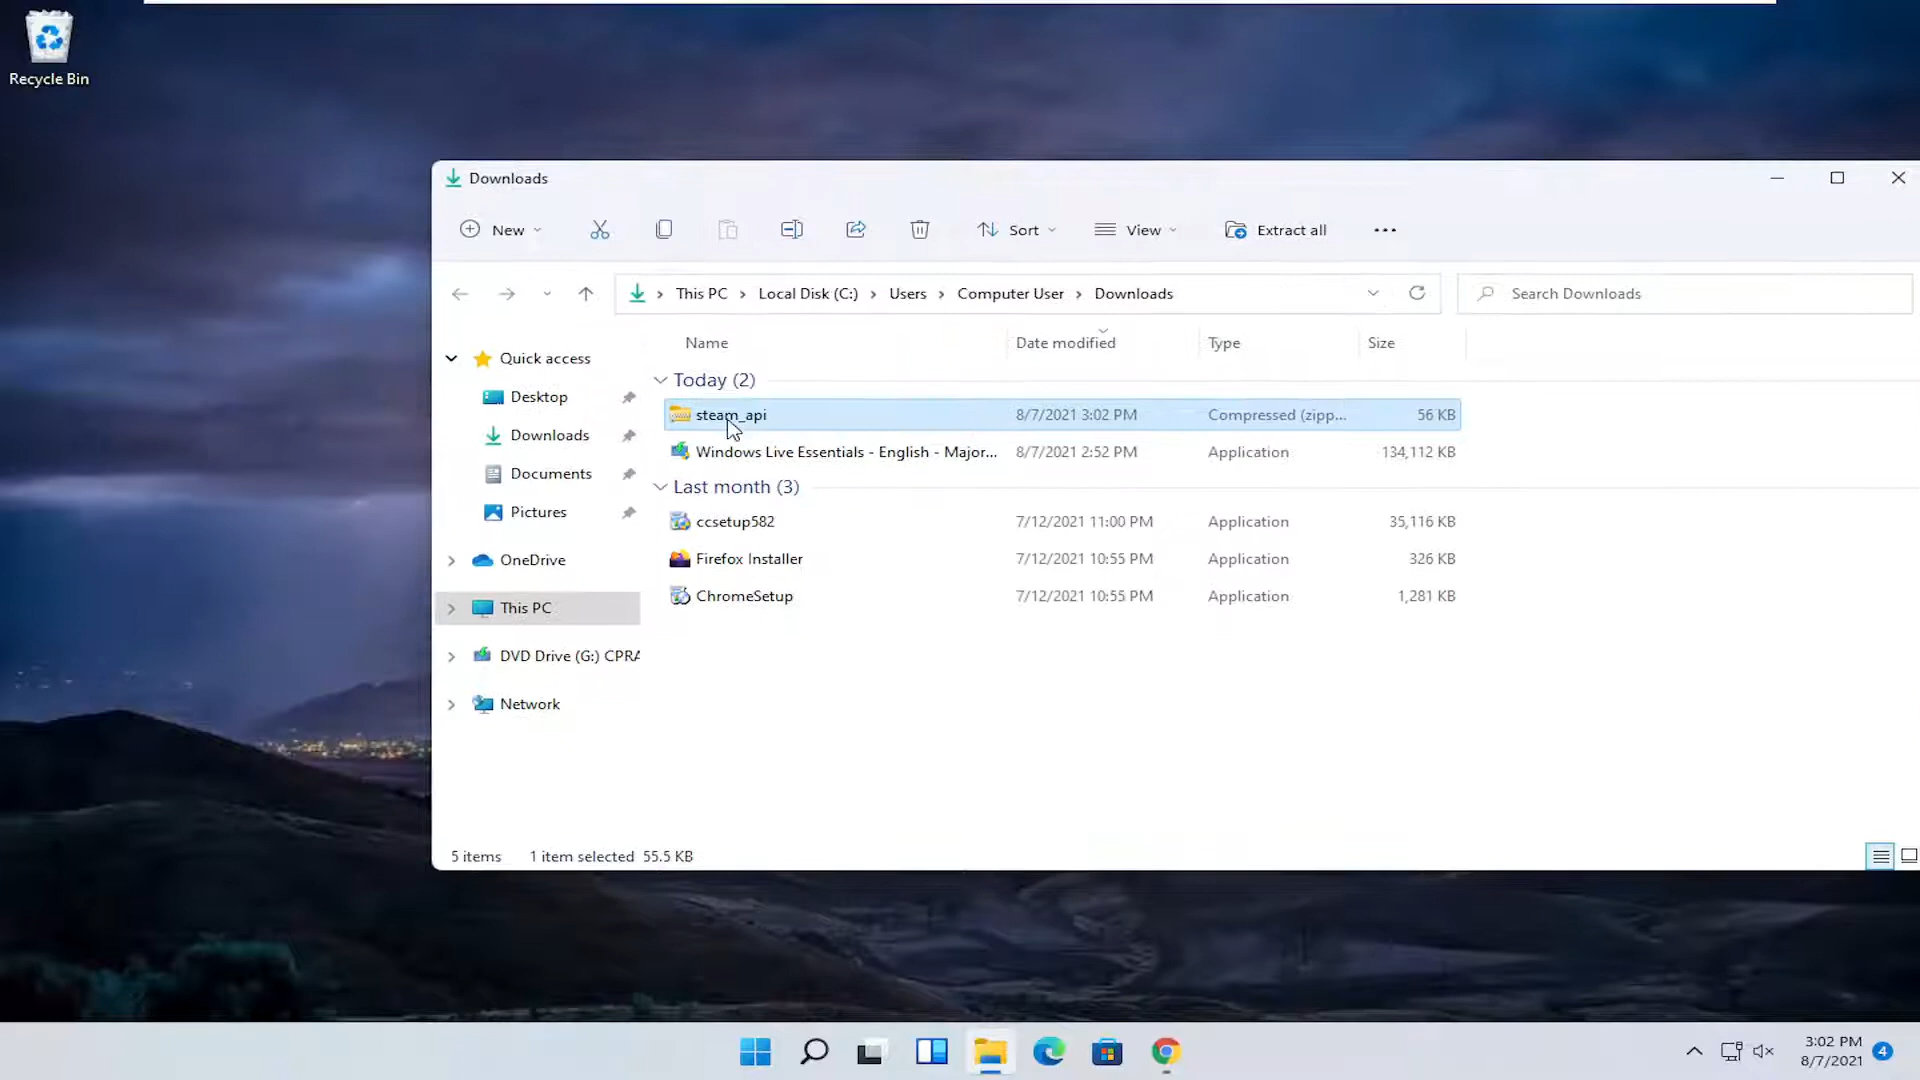 Recycle Bin
Downloads
New
Sort
View
Extract all
This PC
Local Disk (C:)
Users
Computer User
Downloads
Search Downloads
Name
Date modified
Type
Size
Quick access
Desktop
Downloads
Documents
Pictures
OneDrive
This PC
DVD Drive (G:) CPRA
Network
Today (2)
steam_api 8/7/2021 3:02 PM Compressed (zipp... 56 KB
Windows Live Essentials - English - Major... 8/7/2021 2:52 PM Application 134,112 KB
Last month (3)
ccsetup582 7/12/2021 11:00 PM Application 35,116 KB
Firefox Installer 7/12/2021 10:55 PM Application 326 KB
ChromeSetup 7/12/2021 10:55 PM Application 1,281 KB
5 items 1 item selected 55.5 KB
3:02 PM
8/7/2021
4